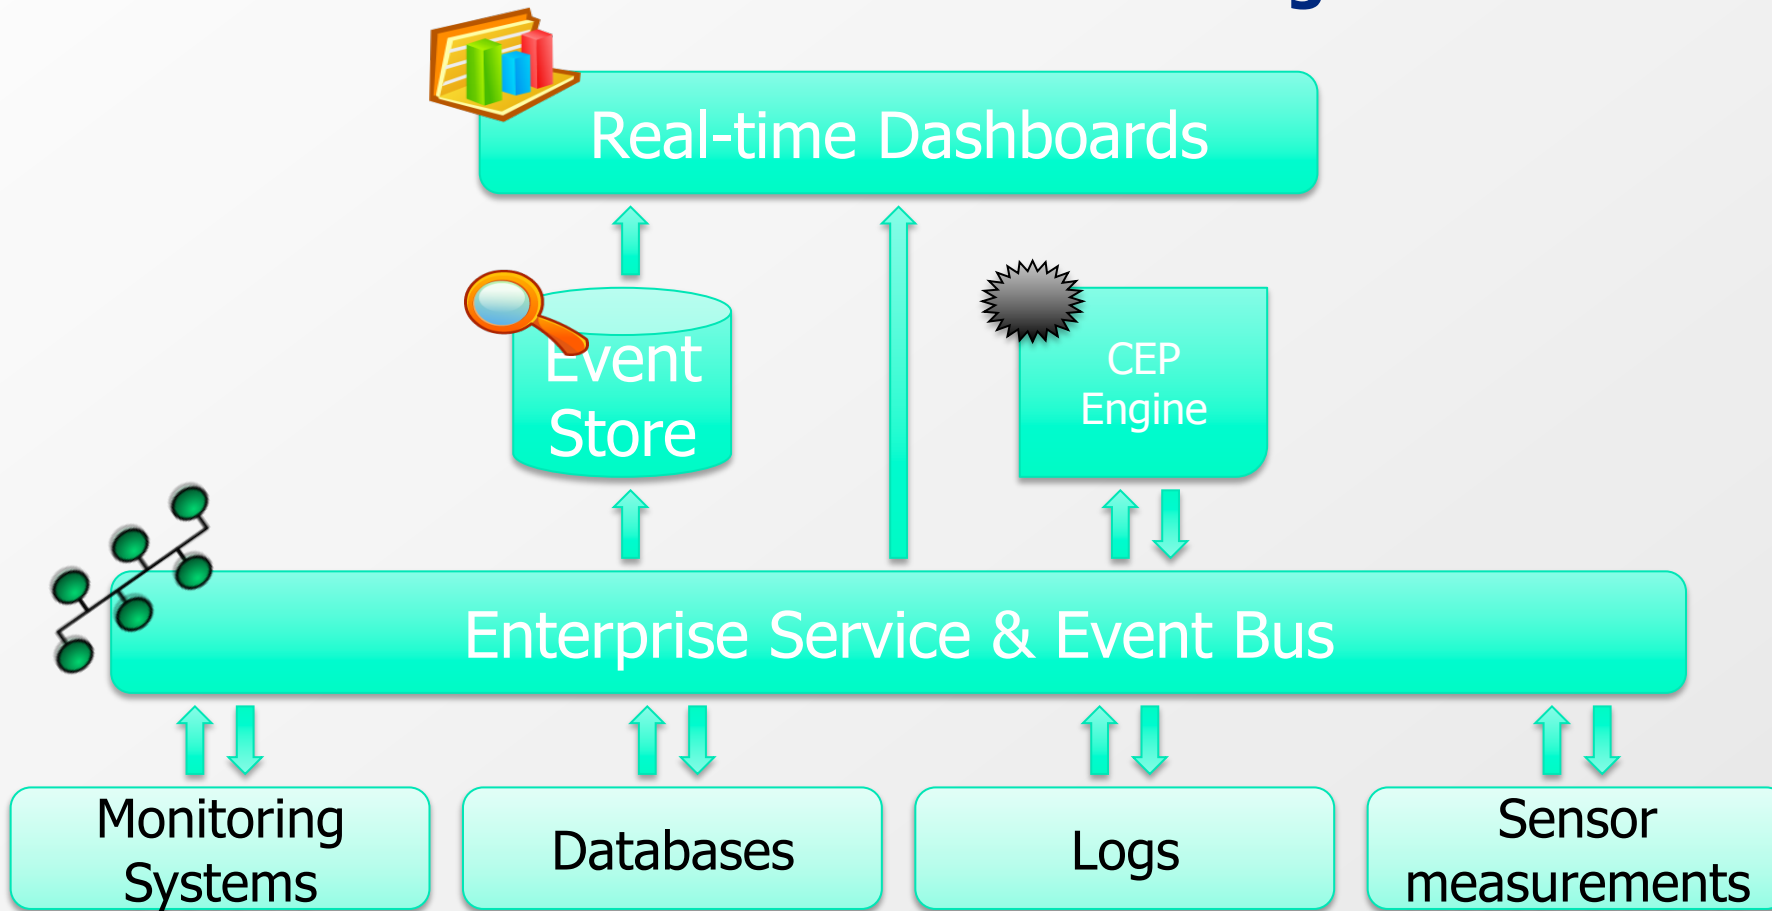 Real-time Dashboards
Event
Store
CEP
Engine
Enterprise Service & Event Bus
Monitoring
Systems
Databases
Logs
Sensor
measurements